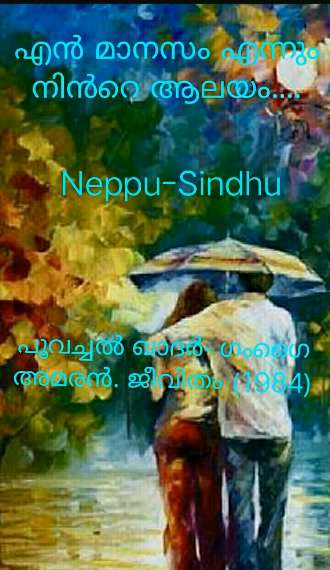 എൻ മാനസം എന്നും
നിൻറെ ആലയം....
Neppu-Sindhu
പൂവച്ചൽ ഖാദർ- ഗംഗൈ
അമരൻ. ജീവിതം (1984)